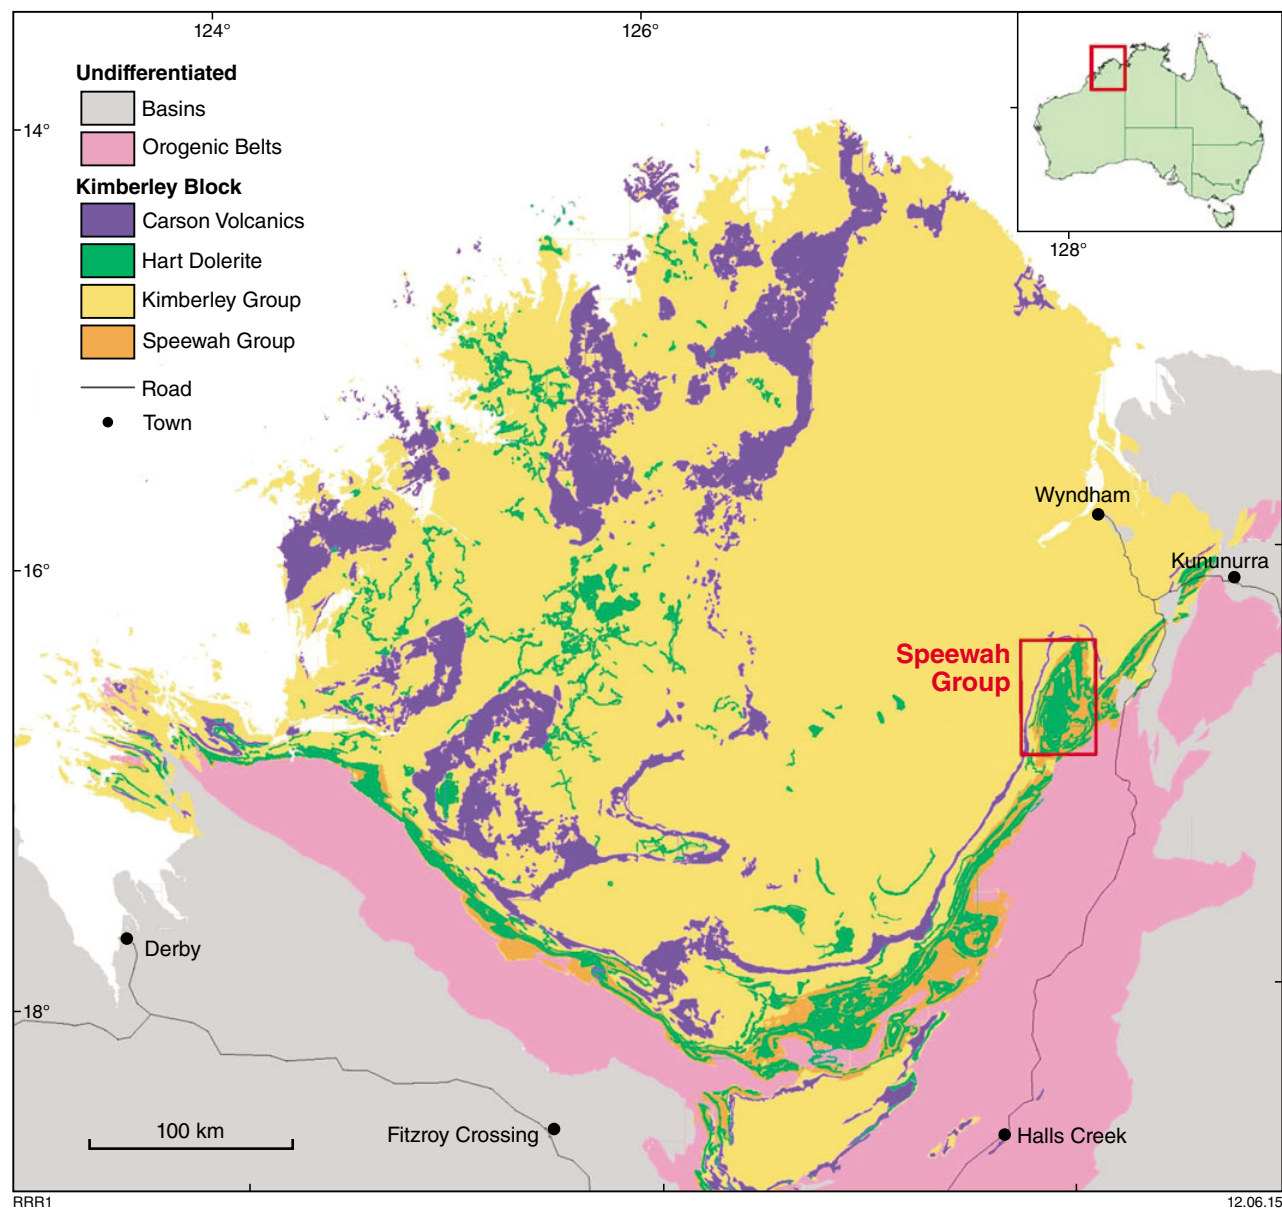 124°
126°
Undifferentiated
Basins
14°
Orogenic Belts
Kimberley Block
Carson Volcanics
128°
Hart Dolerite
Kimberley Group
Speewah Group
Road
Town
Wyndham
Kununurra
16°
Speewah
Group
Derby
18°
100 km
Fitzroy Crossing
Halls Creek
RRR1
12.06.15